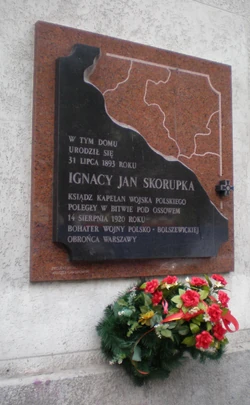 W TYM DOMU
URODZIŁ SIĘ
31 LIPCA 1893 ROKU
IGNACY JAN SKORUPKA
KSIĄDZ KAPELAN WOJSKA POLSKIEGO
POLEGŁY W BITWIE POD OSSOWEM
14 SIERPNIA 1920 ROKU
BOHATER WOJNY POLSKO - BOLSZEWICKIEJ
OBROŃCA WARSZAWY